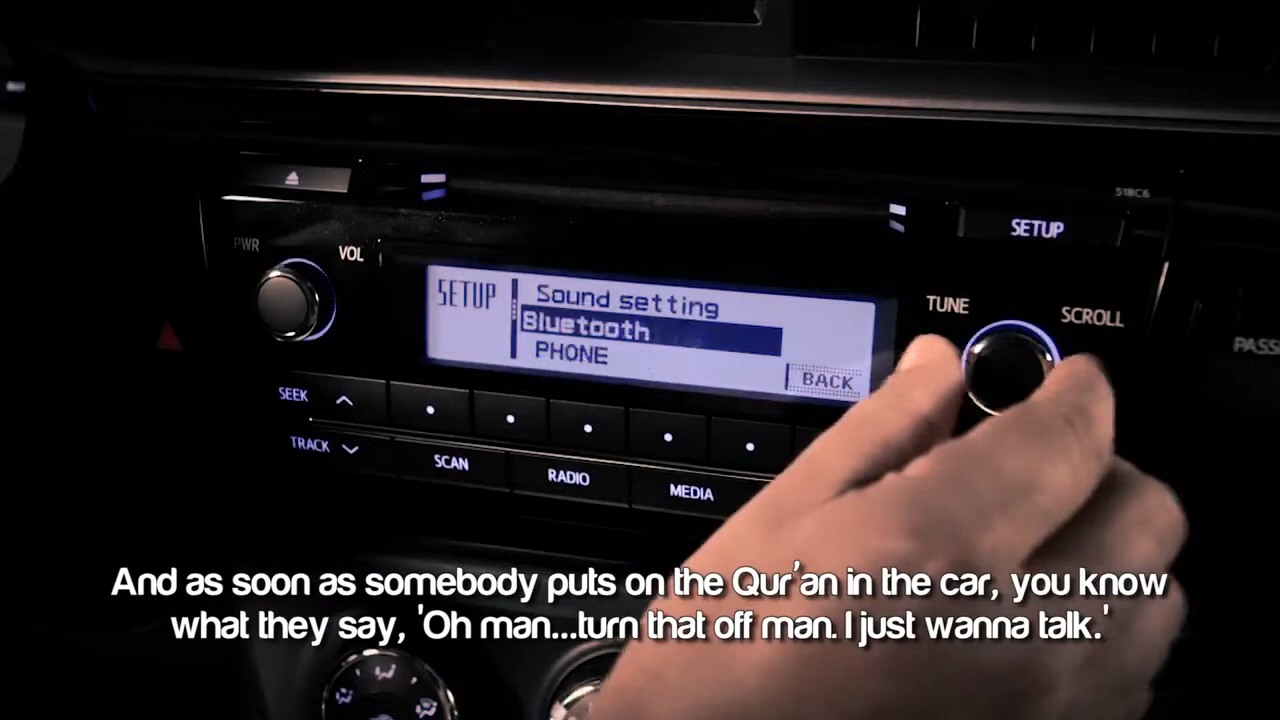 518C6
SETUP
PWR
VOL
TUNE
SCROLL
PASS
SETUP
Sound setting
Bluetooth
PHONE
BACK
SEEK
TRACK
SCAN
RADIO
MEDIA
And as soon as somebody puts on the Qur'an in the car, you know
what they say, 'Oh man...turn that off man. I just wanna talk.'